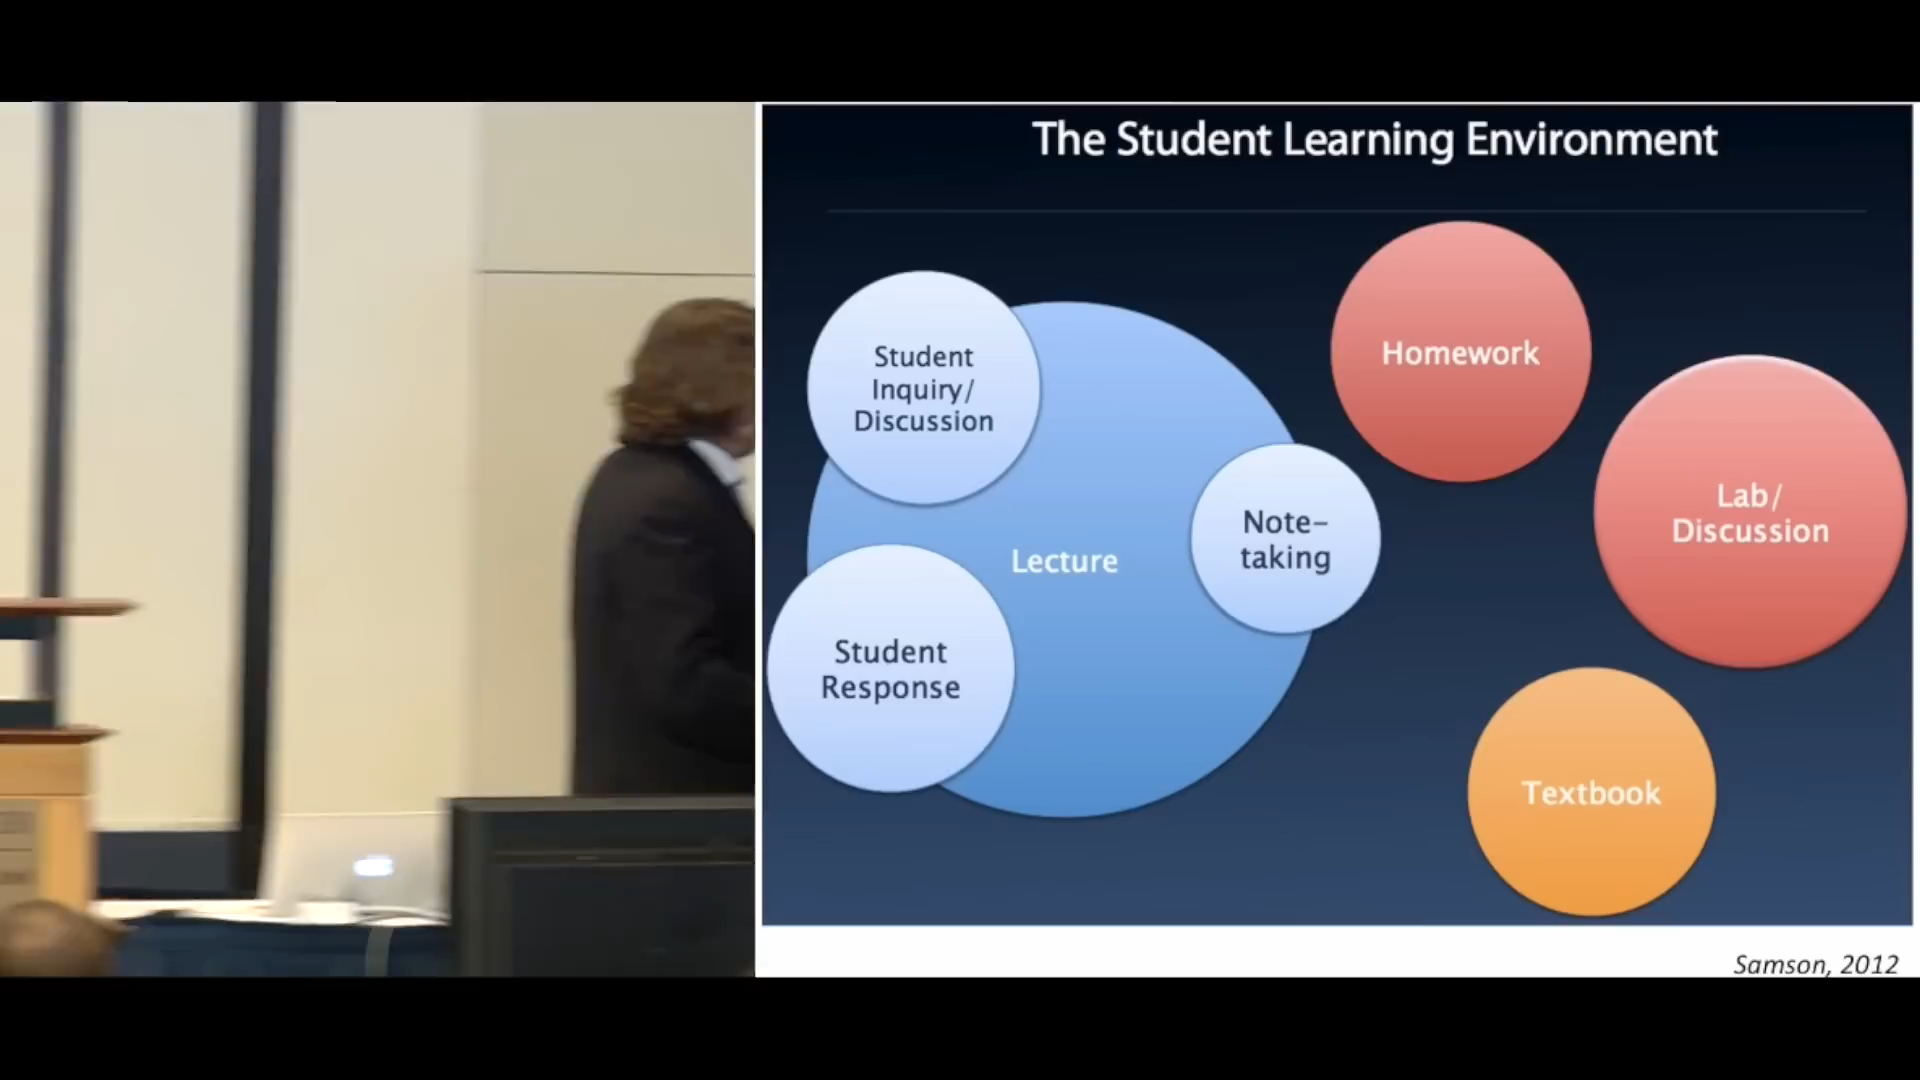 The Student Learning Environment
Student
Inquiry/
Discussion
Homework
Lab/
Discussion
Note-
taking
Lecture
Student
Response
Textbook
Samson, 2012